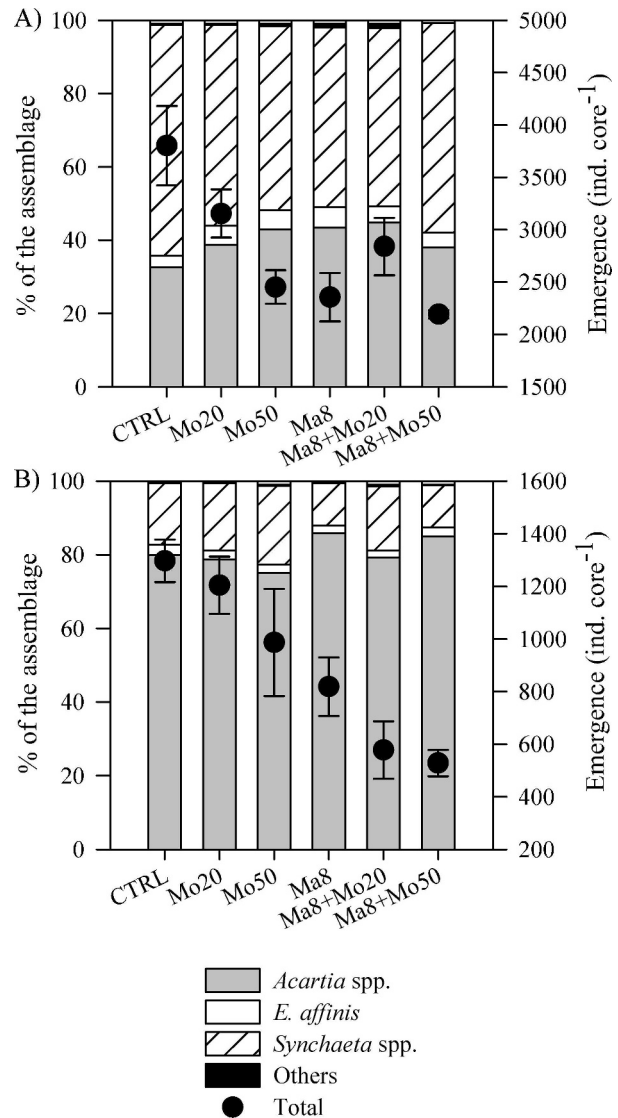 A)
100
80
60
40
20
0
% of the assemblage
5000
4500
4000
3500
3000
2500
2000
1500
Emergence (ind. core⁻¹)
CTRL
Mo20
Mo50
Ma8
Ma8+Mo20
Ma8+Mo50
B)
100
80
60
40
20
0
% of the assemblage
1600
1400
1200
1000
800
600
400
200
Emergence (ind. core⁻¹)
CTRL
Mo20
Mo50
Ma8
Ma8+Mo20
Ma8+Mo50
Acartia spp.
E. affinis
Synchaeta spp.
Others
Total